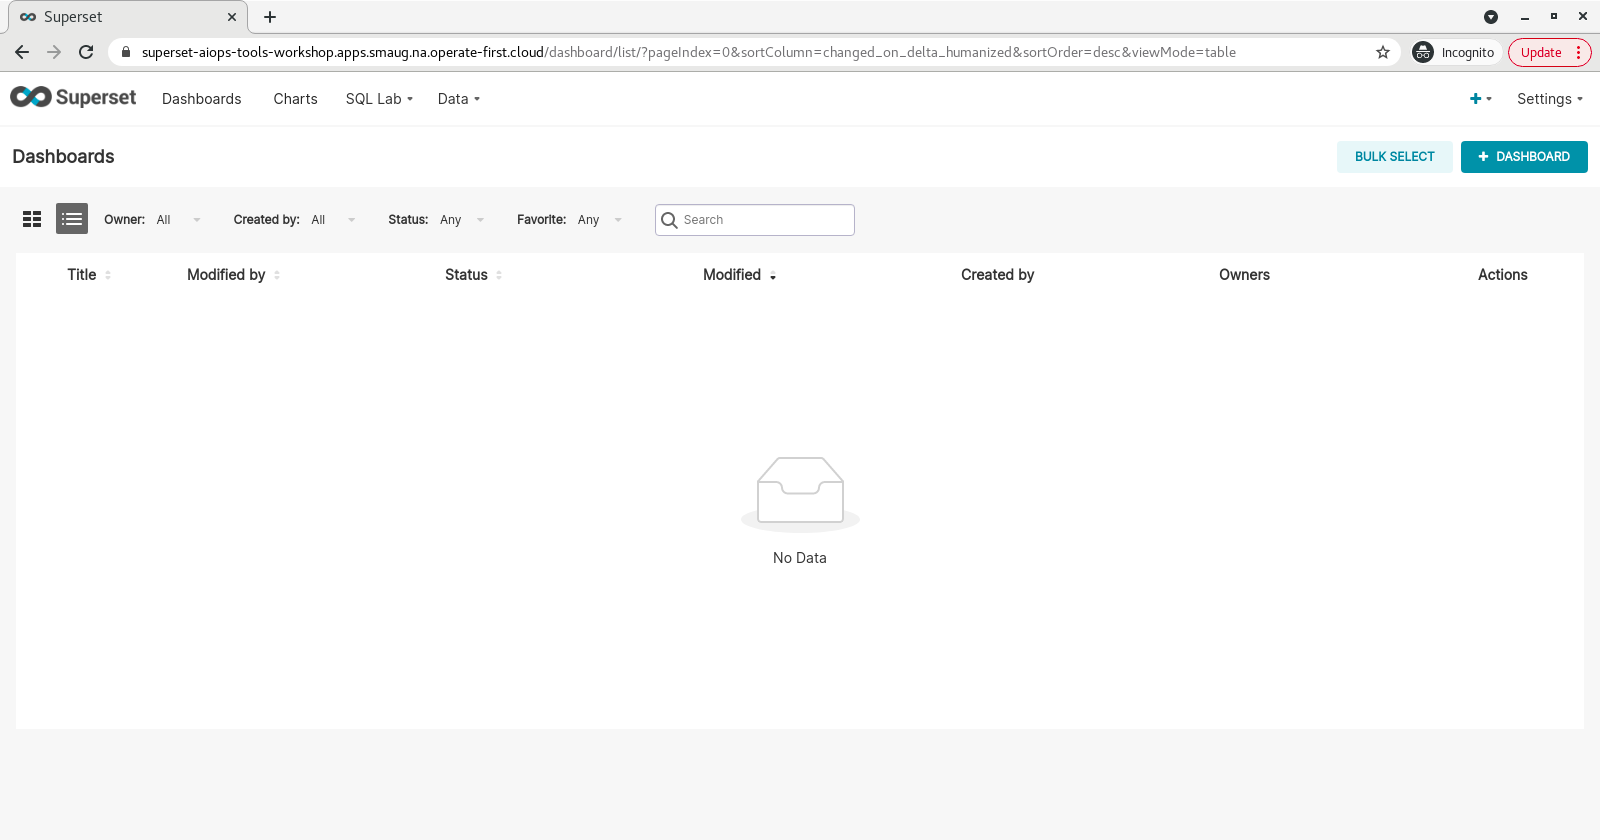 Superset
superset-aiops-tools-workshop.apps.smaug.na.operate-first.cloud/dashboard/list/?pageIndex=0&sortColumn=changed_on_delta_humanized&sortOrder=desc&viewMode=table Incognito Update
Superset Dashboards Charts SQL Lab Data + Settings
Dashboards BULK SELECT + DASHBOARD
Owner: All Created by: All Status: Any Favorite: Any Search
Title Modified by Status Modified Created by Owners Actions
No Data